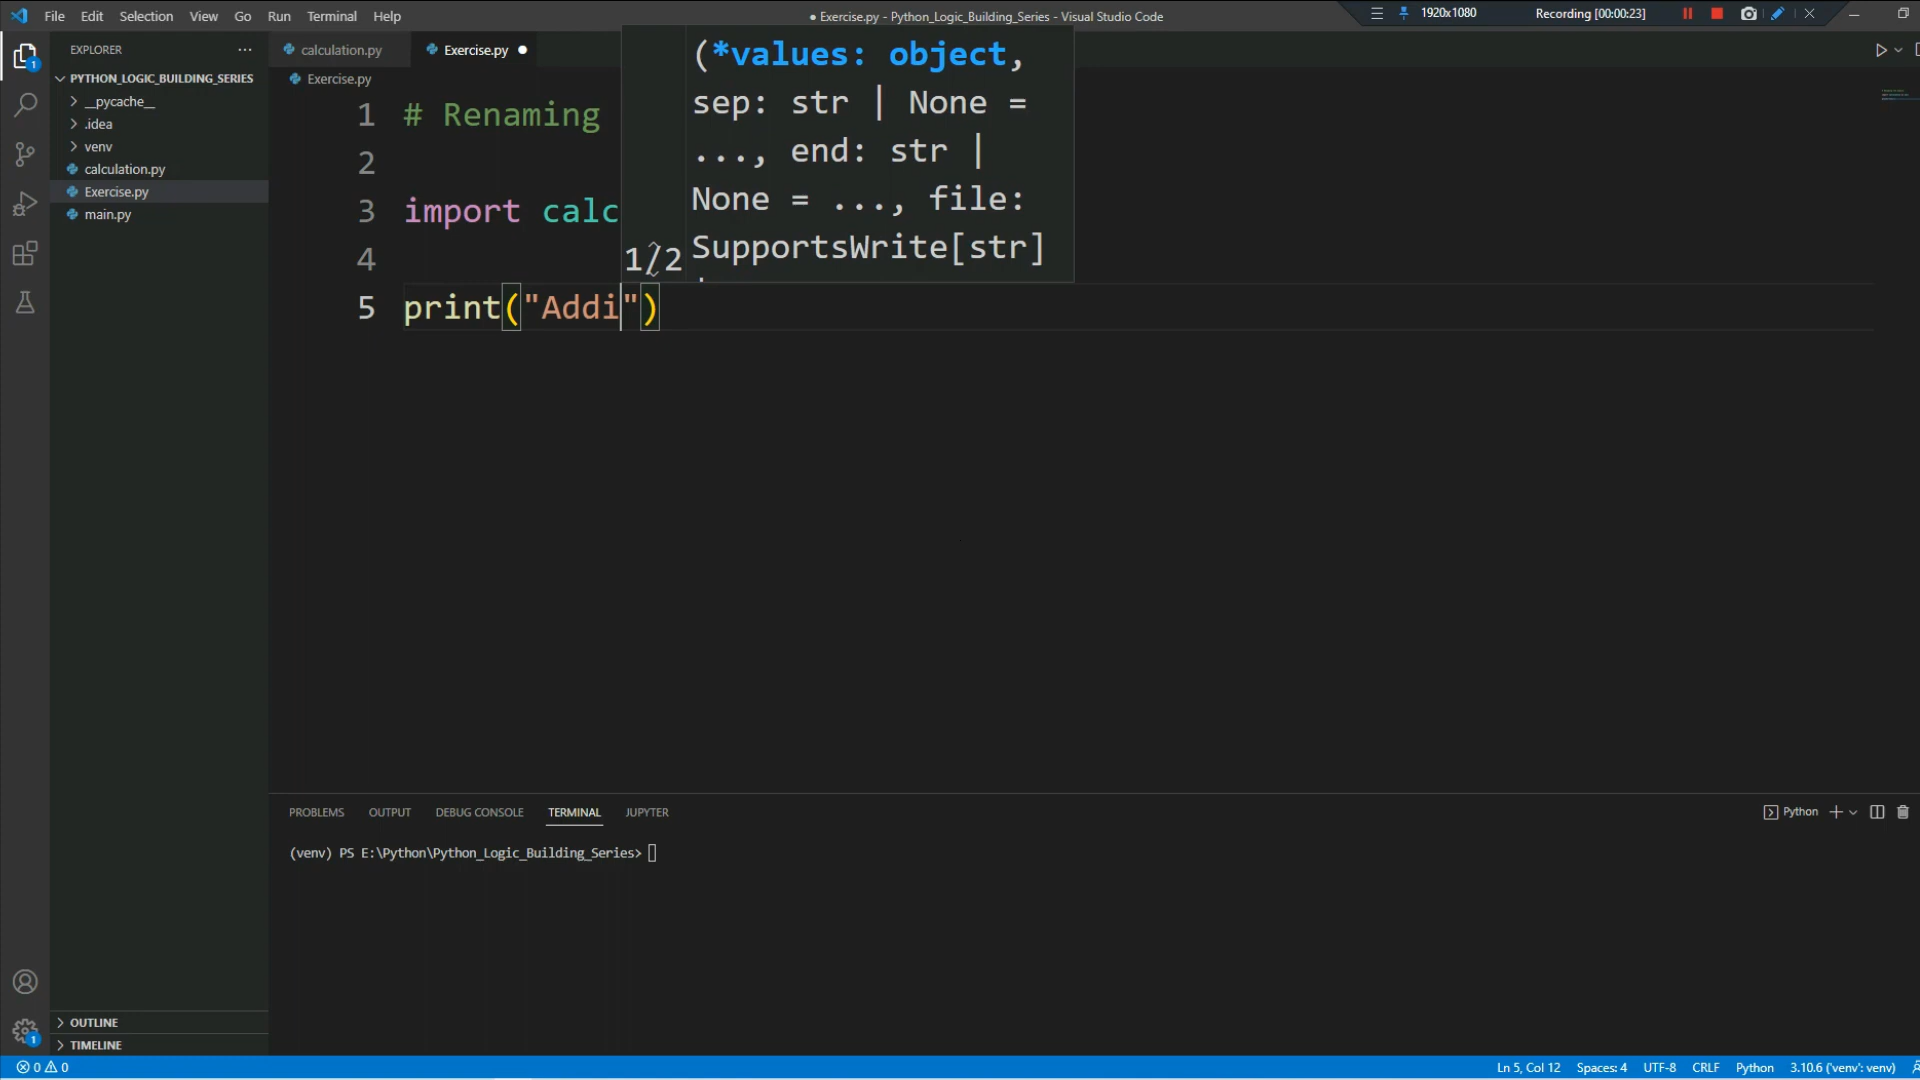 File Edit Selection View Go Run Terminal Help
● Exercise.py - Python_Logic_Building_Series - Visual Studio Code
1920x1080
Recording [00:00:23]
EXPLORER
PYTHON_LOGIC_BUILDING_SERIES
__pycache__
.idea
venv
calculation.py
Exercise.py
main.py
OUTLINE
TIMELINE
calculation.py
Exercise.py
Exercise.py
1 # Renaming
2
3 import calc
4
5 print("Addi")
(*values: object,
sep: str | None =
..., end: str |
None = ..., file:
SupportsWrite[str]
1/2
PROBLEMS OUTPUT DEBUG CONSOLE TERMINAL JUPYTER
Python
(venv) PS E:\Python\Python_Logic_Building_Series>
1
1
0 0
Ln 5, Col 12 Spaces: 4 UTF-8 CRLF Python 3.10.6 ('venv': venv)